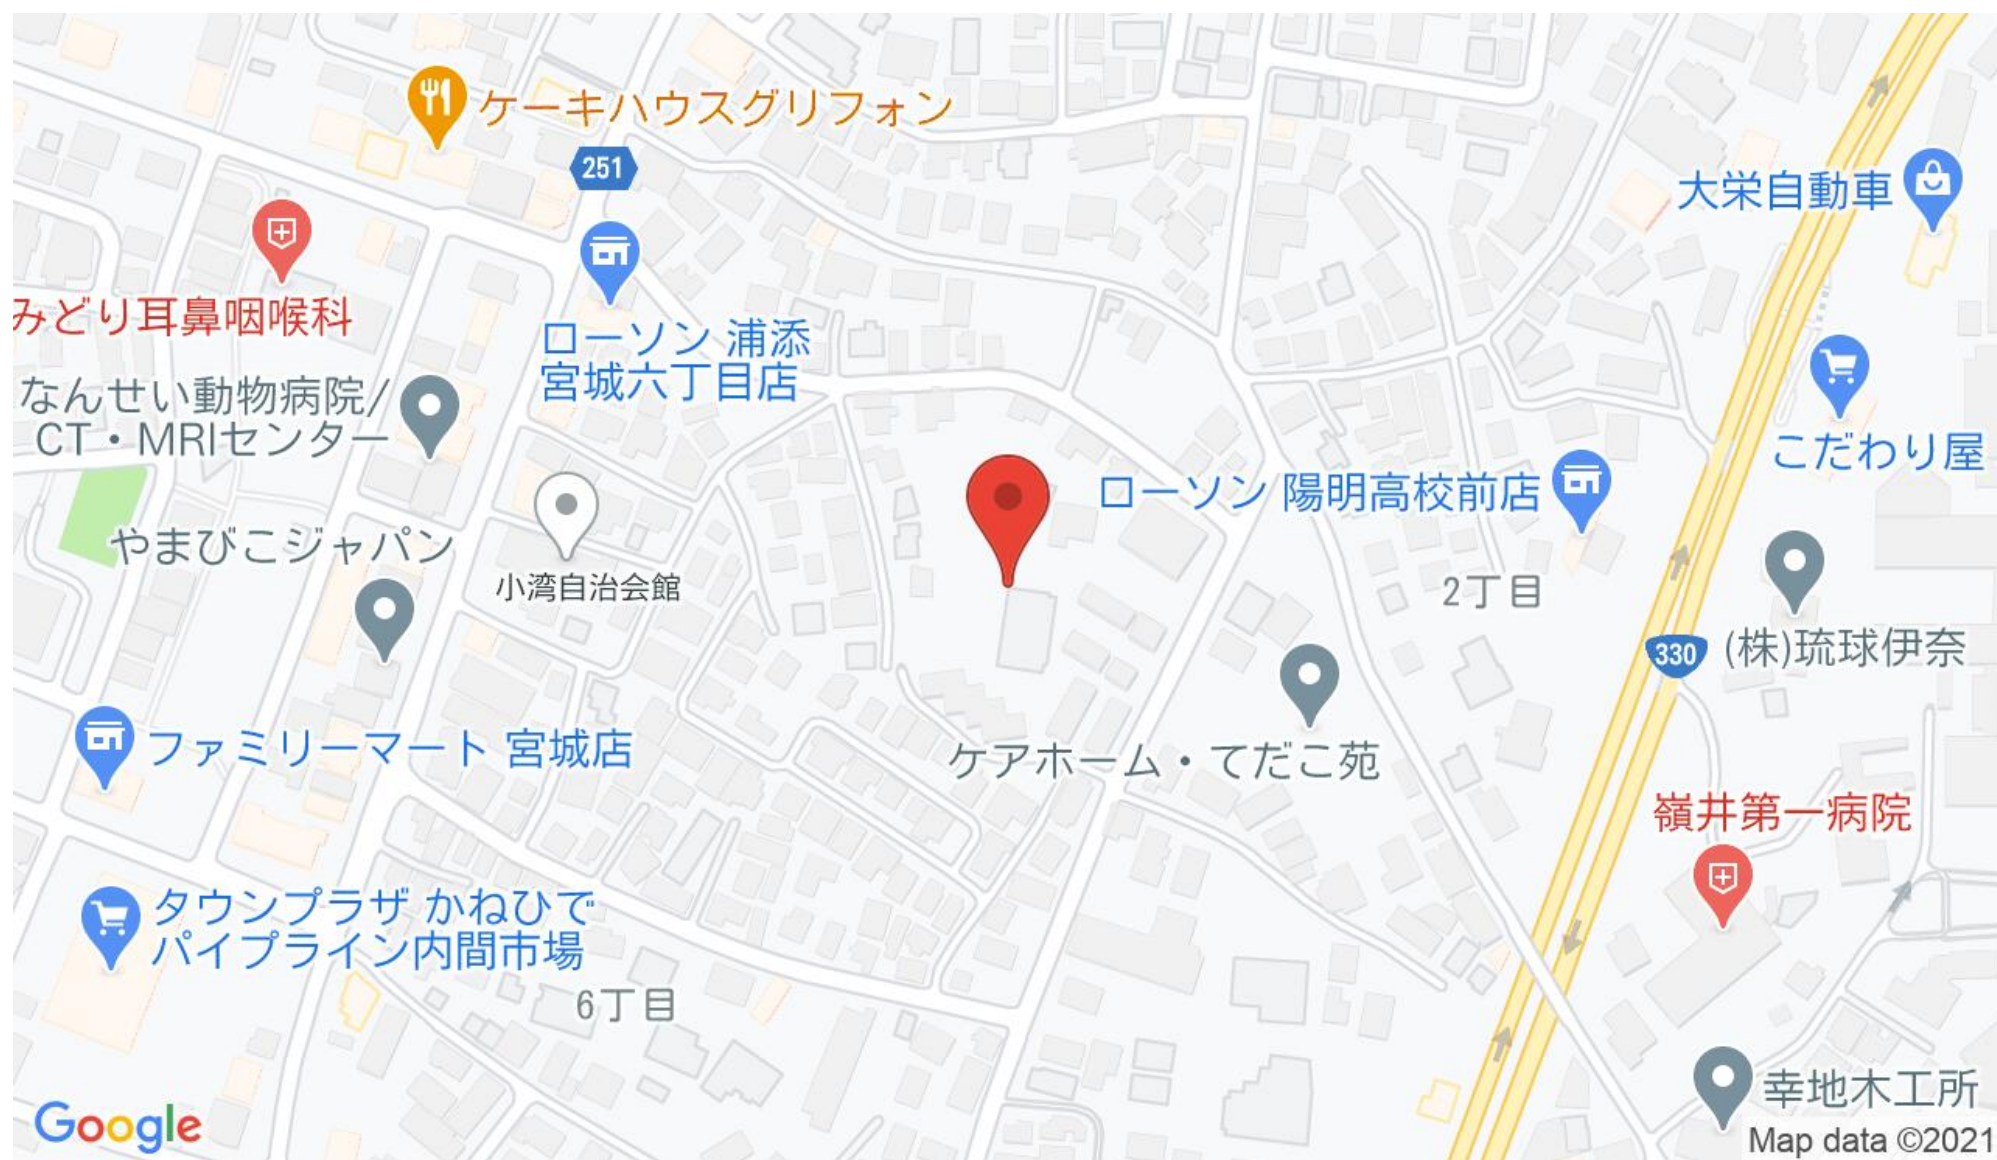 ケーキハウスグリフォン
251
大栄自動車
みどり耳鼻咽喉科
ローソン 浦添
宮城六丁目店
なんせい動物病院/
CT・MRIセンター
こだわり屋
ローソン 陽明高校前店
やまびこジャパン
小湾自治会館
2丁目
330
(株)琉球伊奈
ファミリーマート 宮城店
ケアホーム・てだこ苑
嶺井第一病院
タウンプラザ かねひで
パイプライン内間市場
6丁目
幸地木工所
Google
Map data ©2021